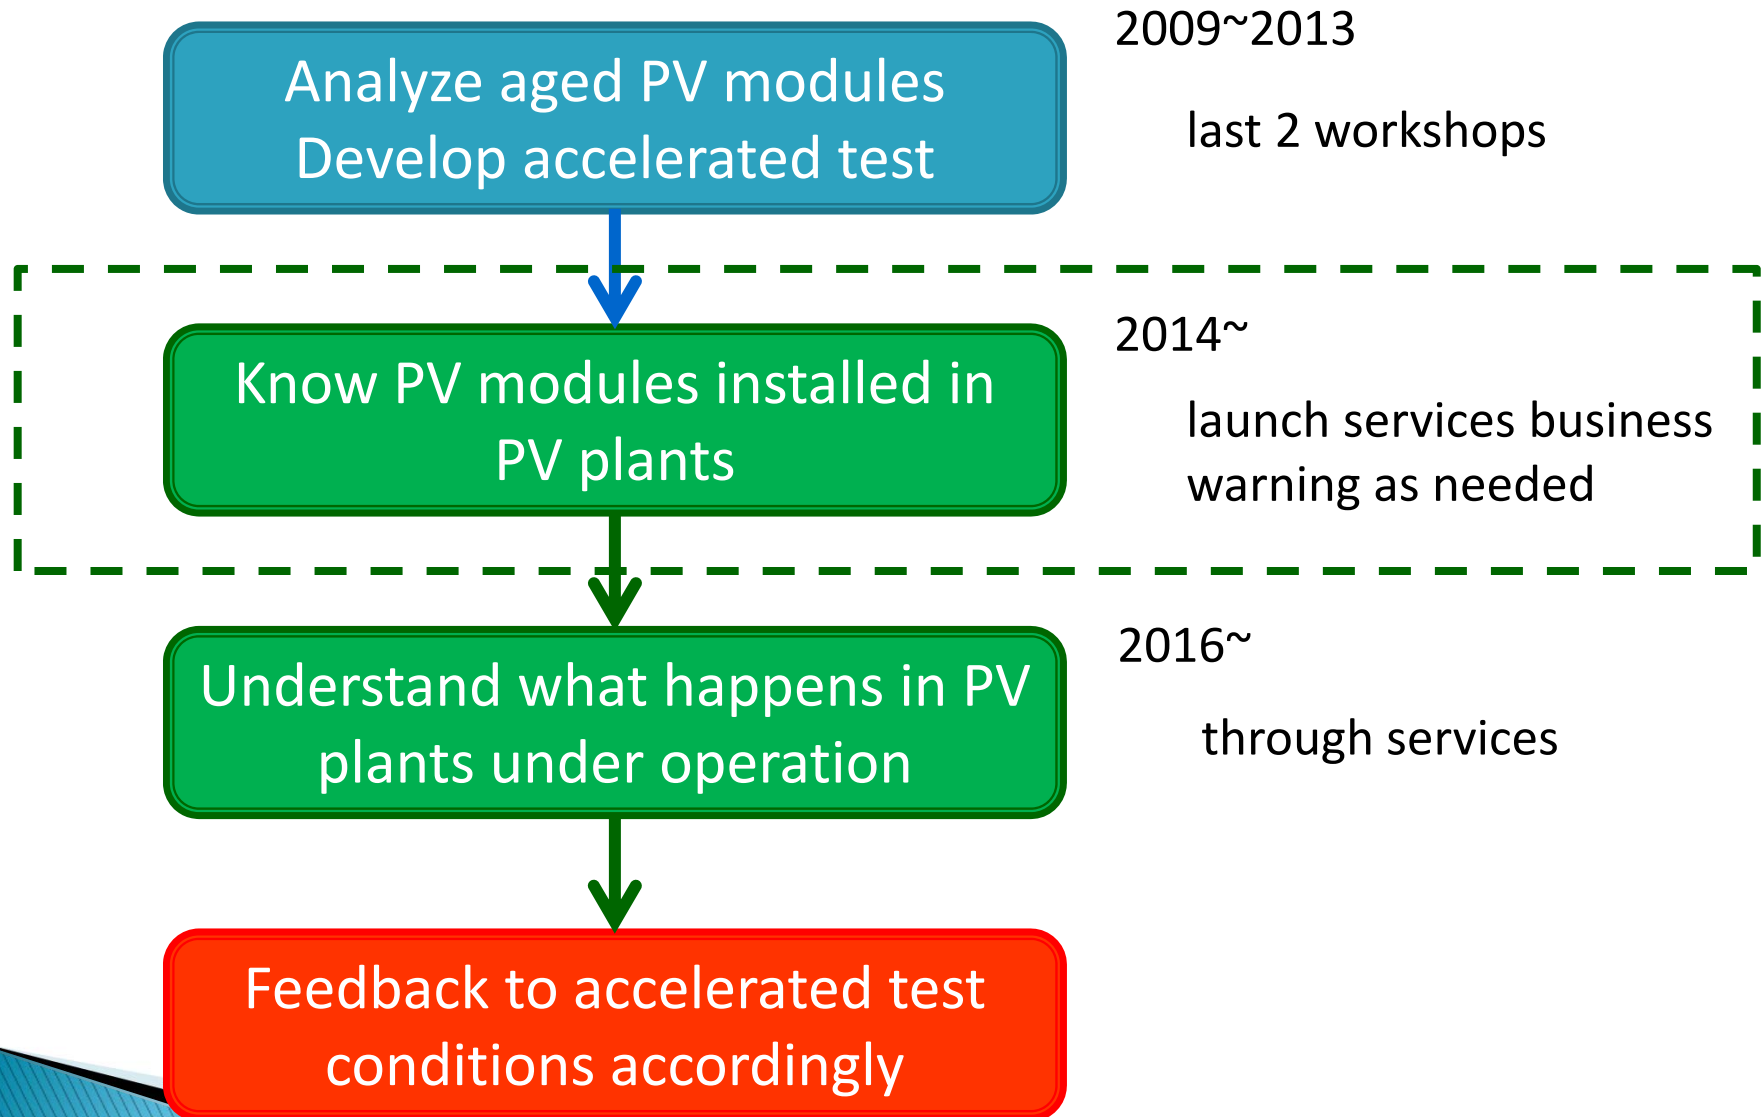 2009~2013
Analyze aged PV modules
Develop accelerated test
last 2 workshops
2014~
Know PV modules installed in
PV plants
launch services business
warning as needed
2016~
Understand what happens in PV
plants under operation
through services
Feedback to accelerated test
conditions accordingly